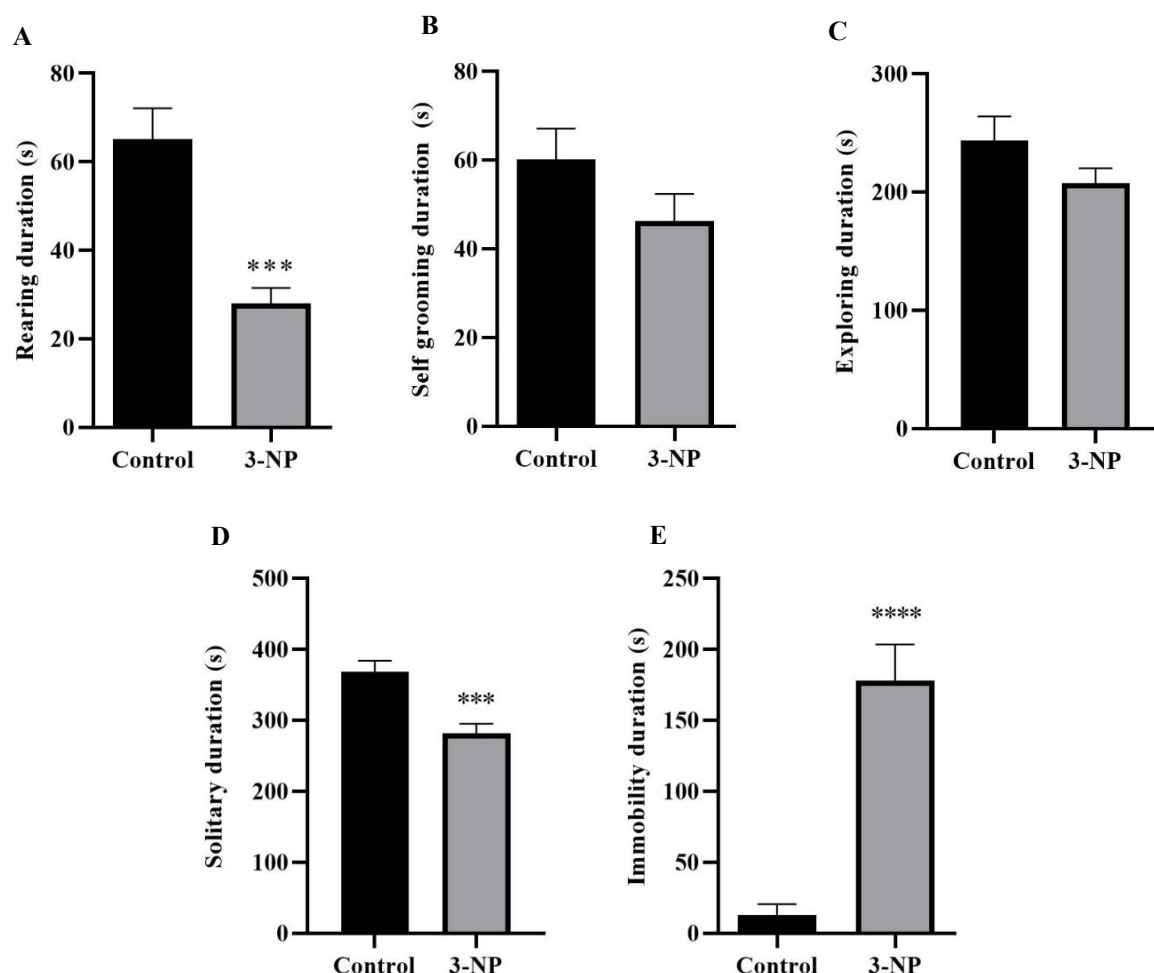 A
Rearing duration (s)
80
60
40
20
0
***
Control 3-NP
B
Self grooming duration (s)
80
60
40
20
0
Control 3-NP
C
Exploring duration (s)
300
200
100
0
Control 3-NP
D
Solitary duration (s)
500
400
300
200
100
0
***
Control 3-NP
E
Immobility duration (s)
250
200
150
100
50
0
****
Control 3-NP